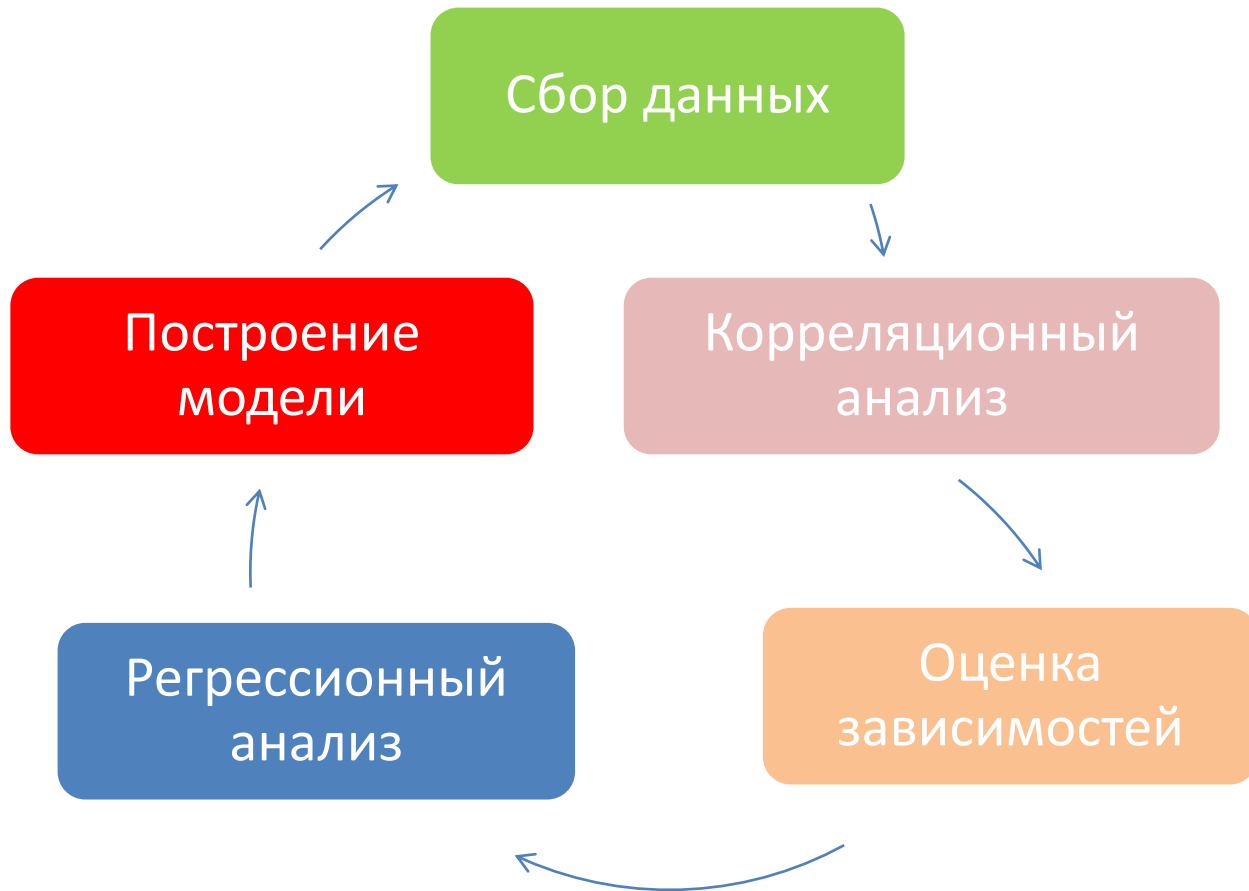 Сбор данных
Корреляционный
анализ
Оценка
зависимостей
Регрессионный
анализ
Построение
модели